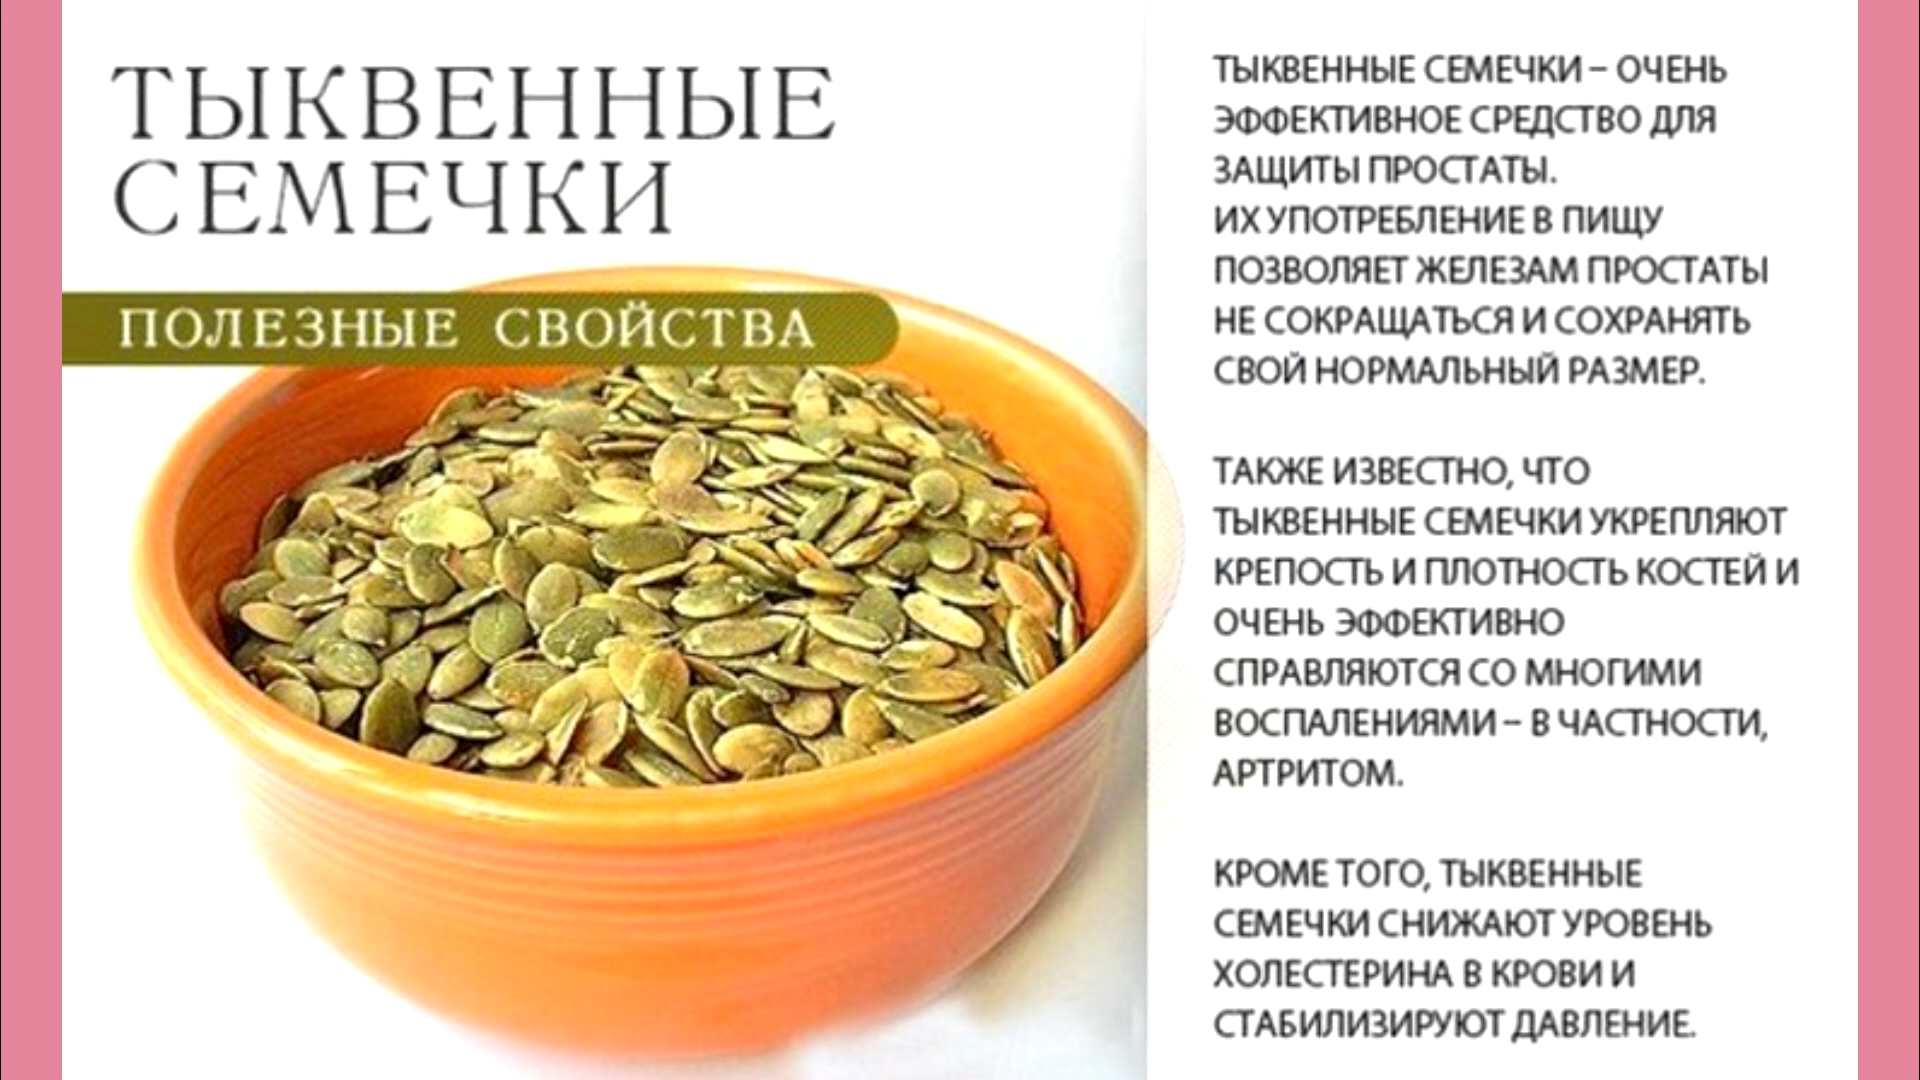 ТЫКВЕННЫЕ
СЕМЕЧКИ
ПОЛЕЗНЫЕ СВОЙСТВА
ТЫКВЕННЫЕ СЕМЕЧКИ – ОЧЕНЬ
ЭФФЕКТИВНОЕ СРЕДСТВО ДЛЯ
ЗАЩИТЫ ПРОСТАТЫ.
ИХ УПОТРЕБЛЕНИЕ В ПИЩУ
ПОЗВОЛЯЕТ ЖЕЛЕЗАМ ПРОСТАТЫ
НЕ СОКРАЩАТЬСЯ И СОХРАНЯТЬ
СВОЙ НОРМАЛЬНЫЙ РАЗМЕР.
ТАКЖЕ ИЗВЕСТНО, ЧТО
ТЫКВЕННЫЕ СЕМЕЧКИ УКРЕПЛЯЮТ
КРЕПОСТЬ И ПЛОТНОСТЬ КОСТЕЙ И
ОЧЕНЬ ЭФФЕКТИВНО
СПРАВЛЯЮТСЯ СО МНОГИМИ
ВОСПАЛЕНИЯМИ – В ЧАСТНОСТИ,
АРТРИТОМ.
КРОМЕ ТОГО, ТЫКВЕННЫЕ
СЕМЕЧКИ СНИЖАЮТ УРОВЕНЬ
ХОЛЕСТЕРИНА В КРОВИ И
СТАБИЛИЗИРУЮТ ДАВЛЕНИЕ.